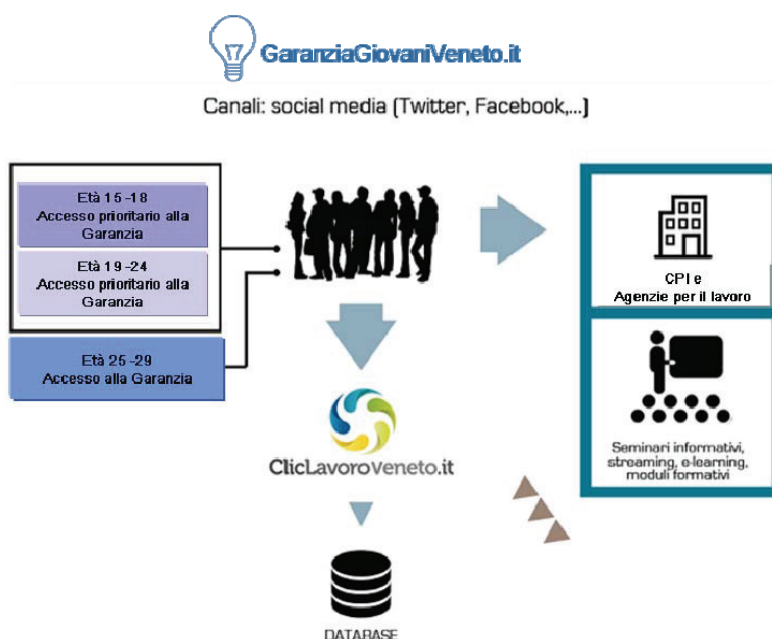 GaranziaGiovaniVeneto.it
Canali: social media (Twitter, Facebook,...)
Età 15-18
Accesso prioritario alla
Garanzia
Età 19-24
Accesso prioritario alla
Garanzia
Età 25-29
Accesso alla Garanzia
CPI e
Agenzie per il lavoro
Seminari informativi,
streaming, e-learning,
moduli formativi
ClicLavoroVeneto.it
DATABASE